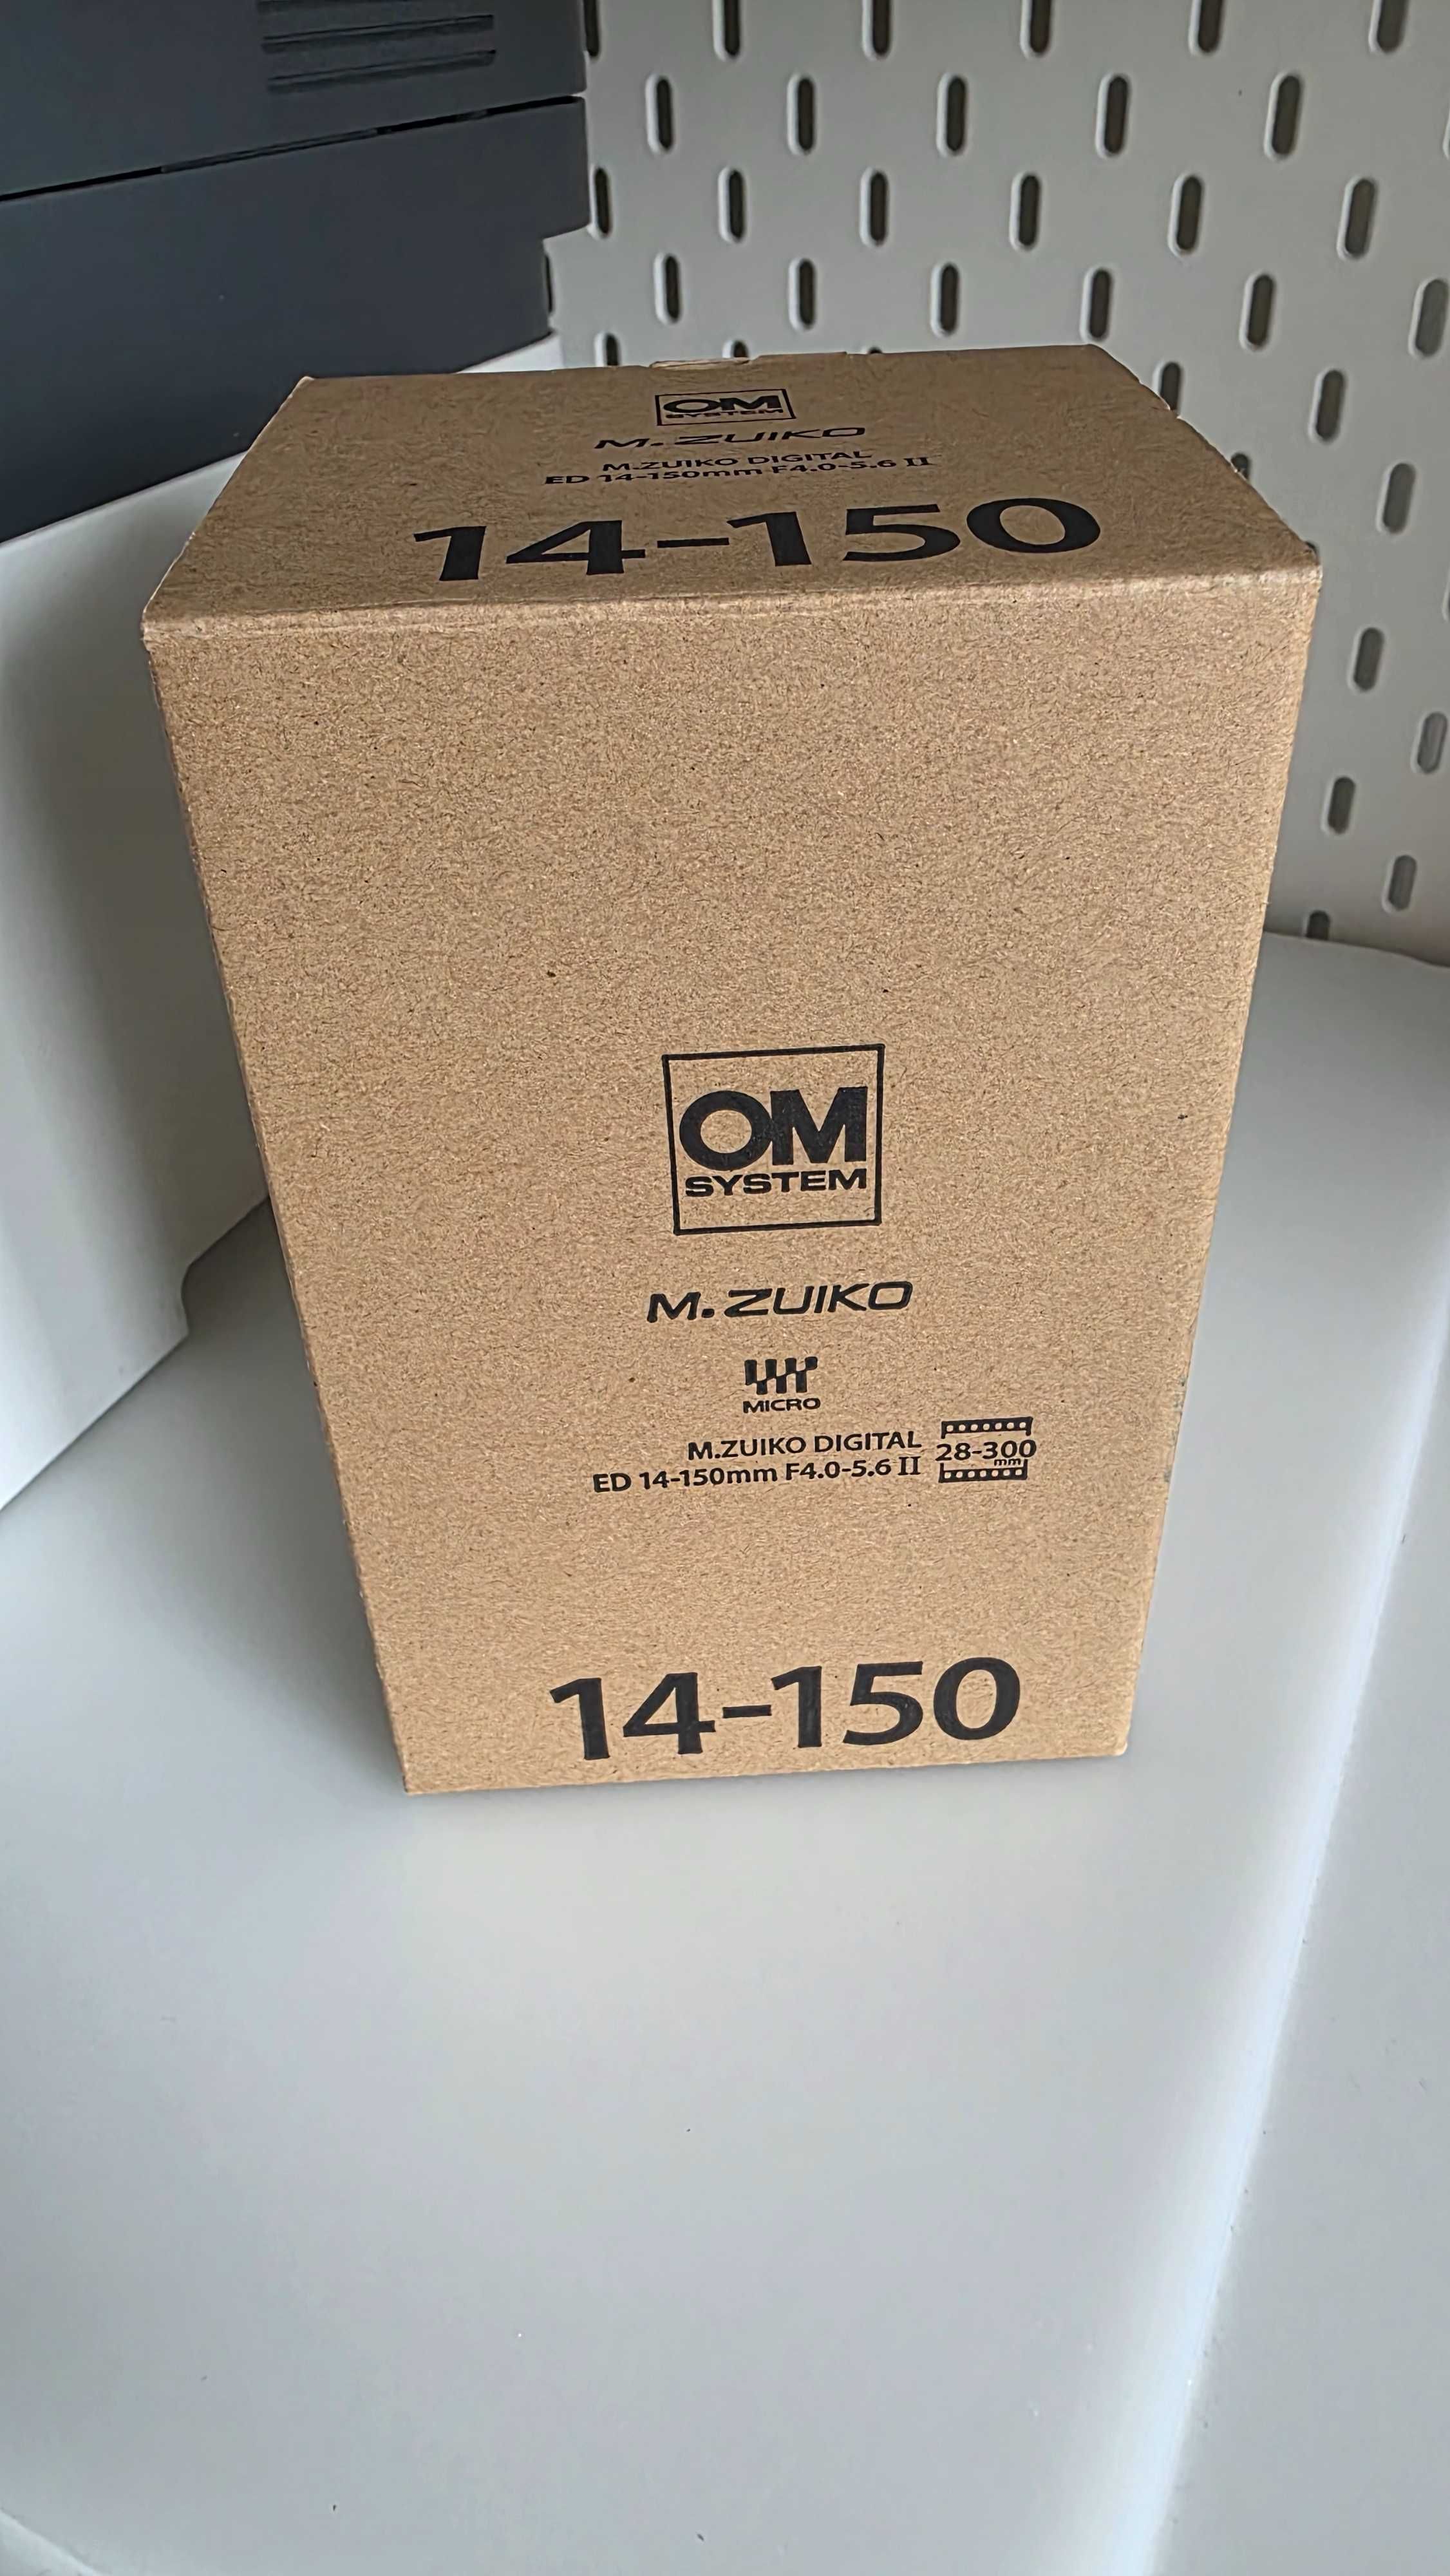 OM
SYSTEM
M.ZUIKO
M.ZUIKO DIGITAL
ED 14-150mm F4.0-5.6 II
14-150
OM
SYSTEM
M.ZUIKO
MICRO
M.ZUIKO DIGITAL
ED 14-150mm F4.0-5.6 II
28-300
mm
14-150